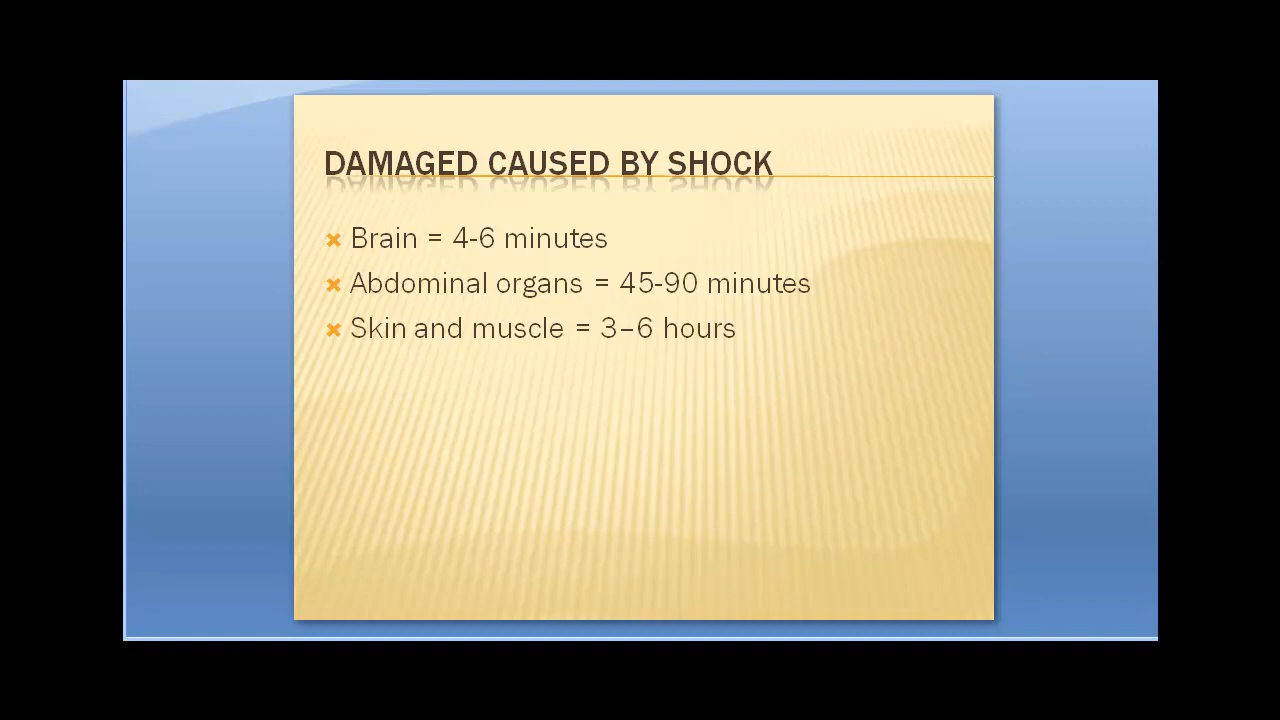 DAMAGED CAUSED BY SHOCK
Brain = 4-6 minutes
Abdominal organs = 45-90 minutes
Skin and muscle = 3–6 hours